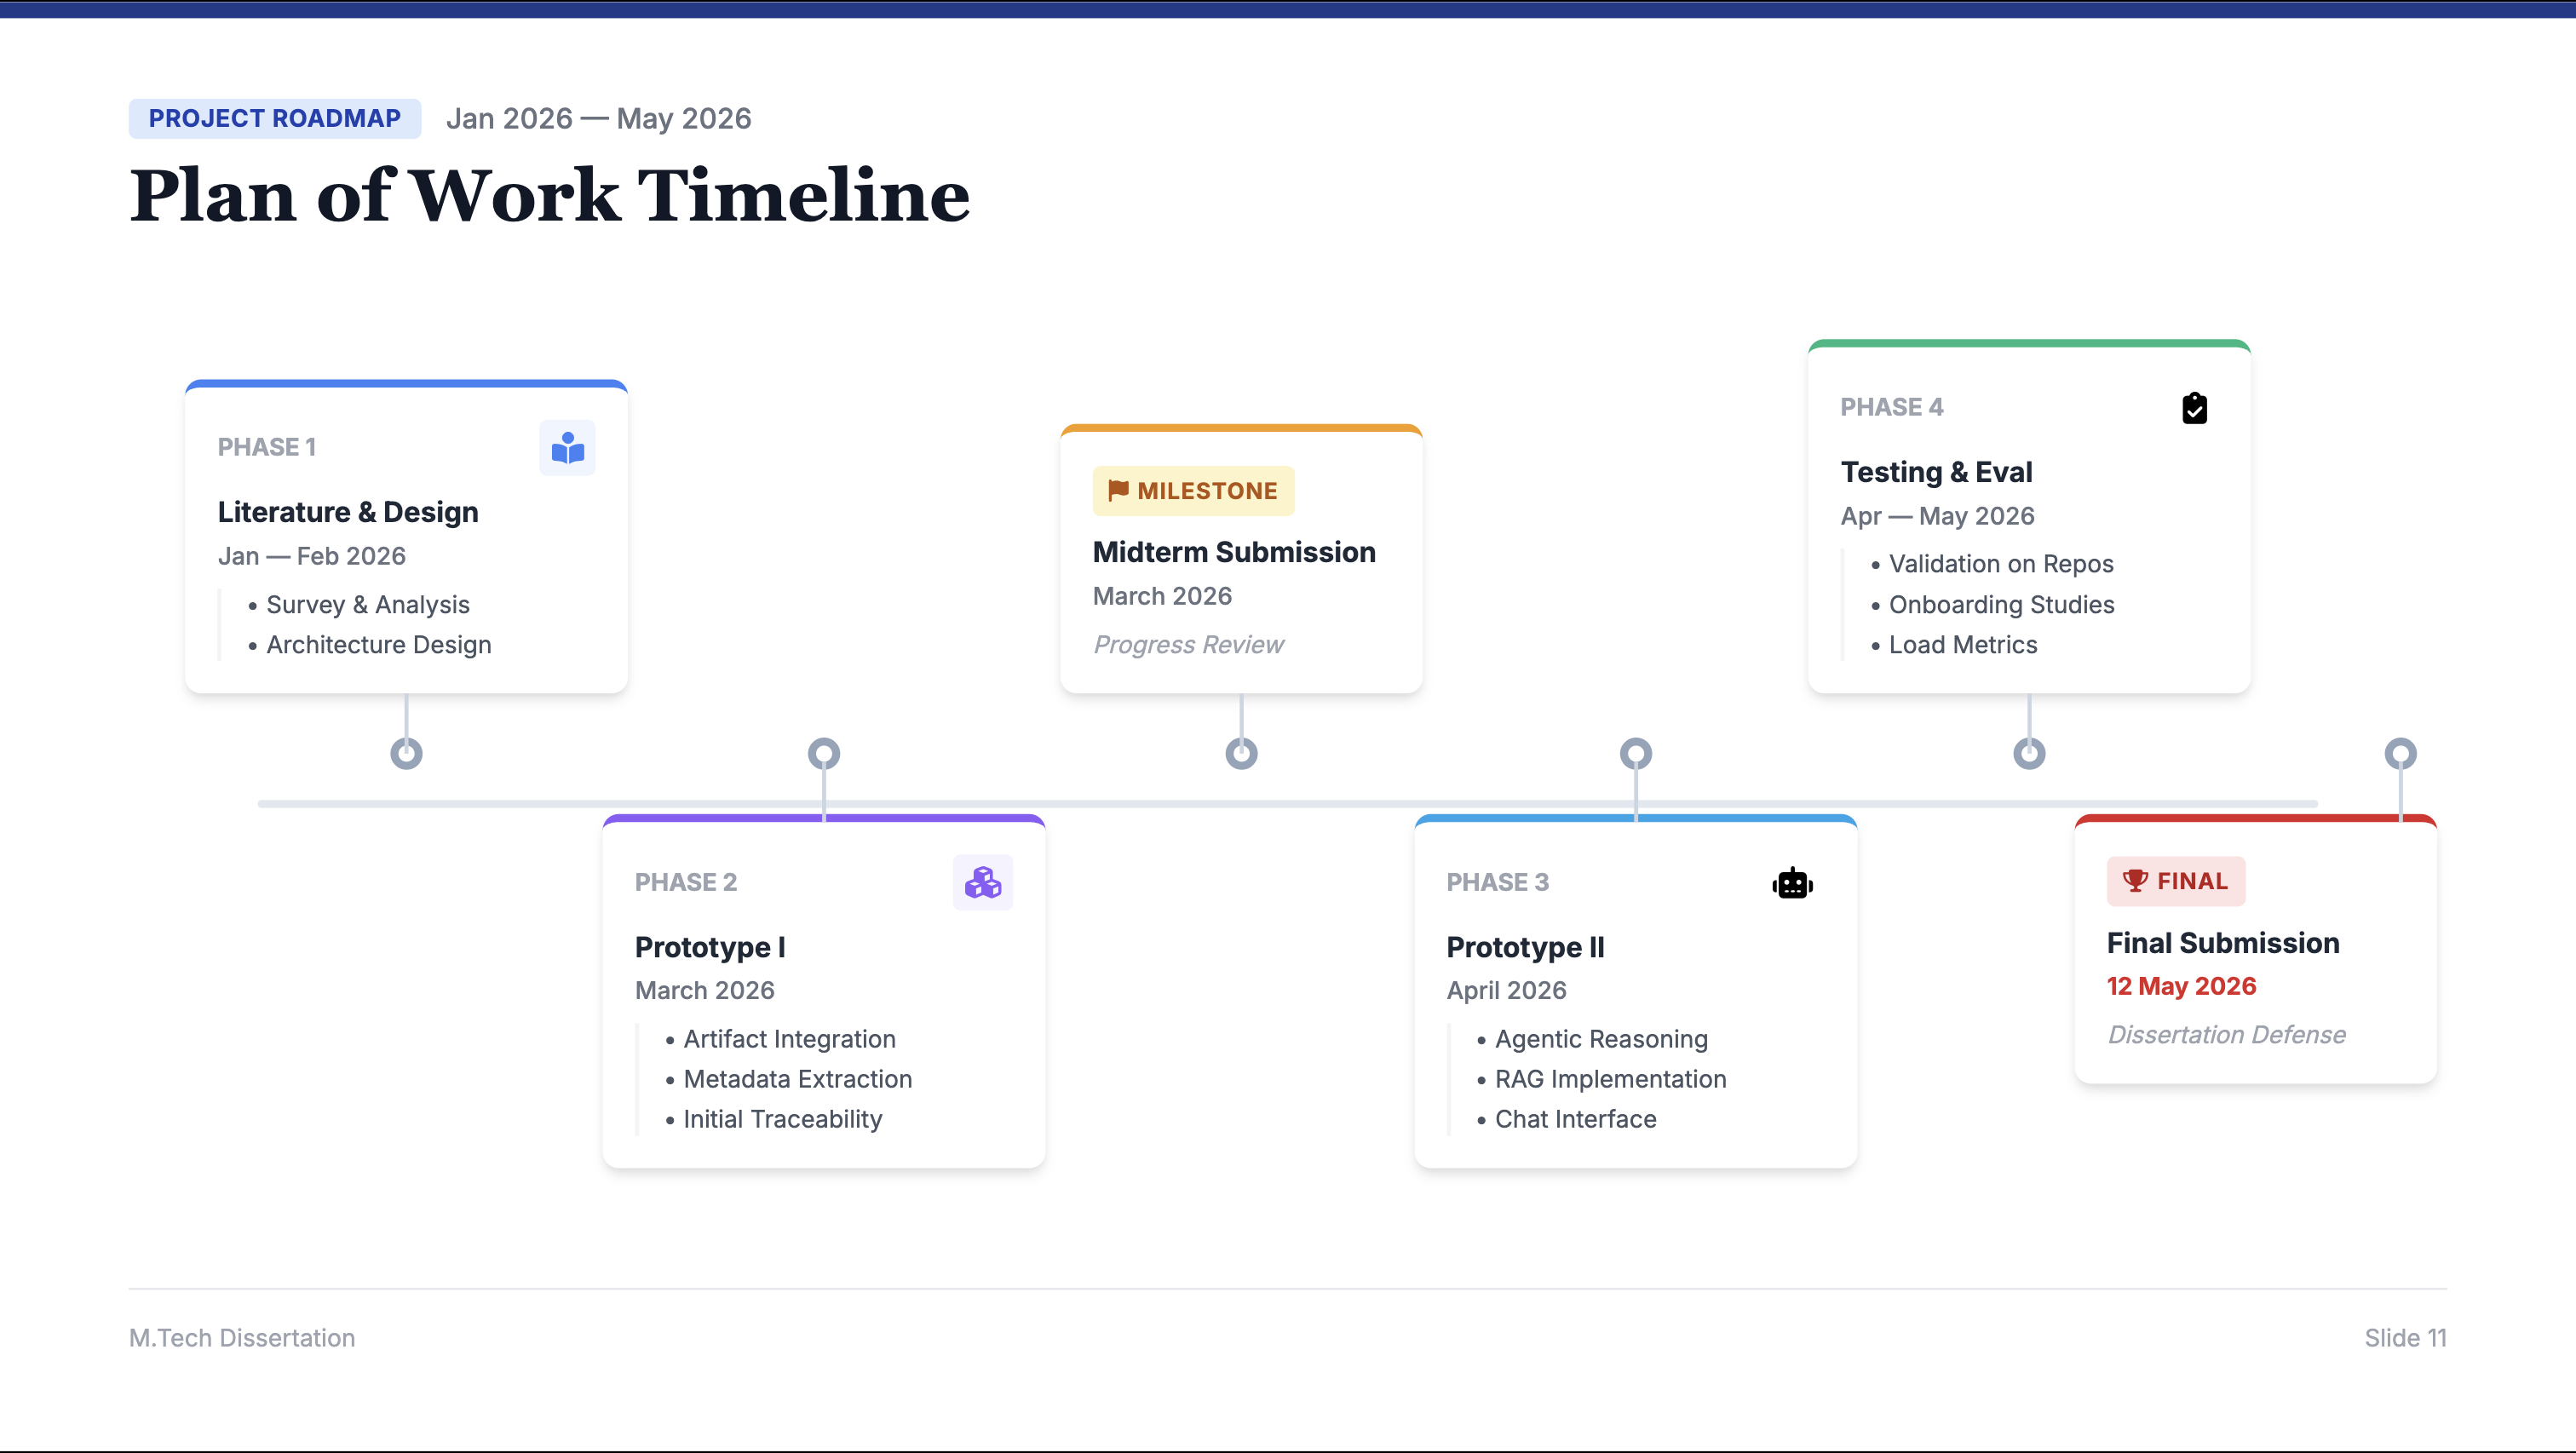 PROJECT ROADMAP Jan 2026 — May 2026
Plan of Work Timeline
PHASE 1
Literature & Design
Jan — Feb 2026
• Survey & Analysis
• Architecture Design
PHASE 2
Prototype I
March 2026
• Artifact Integration
• Metadata Extraction
• Initial Traceability
MILESTONE
Midterm Submission
March 2026
Progress Review
PHASE 3
Prototype II
April 2026
• Agentic Reasoning
• RAG Implementation
• Chat Interface
PHASE 4
Testing & Eval
Apr — May 2026
• Validation on Repos
• Onboarding Studies
• Load Metrics
FINAL
Final Submission
12 May 2026
Dissertation Defense
M.Tech Dissertation
Slide 11